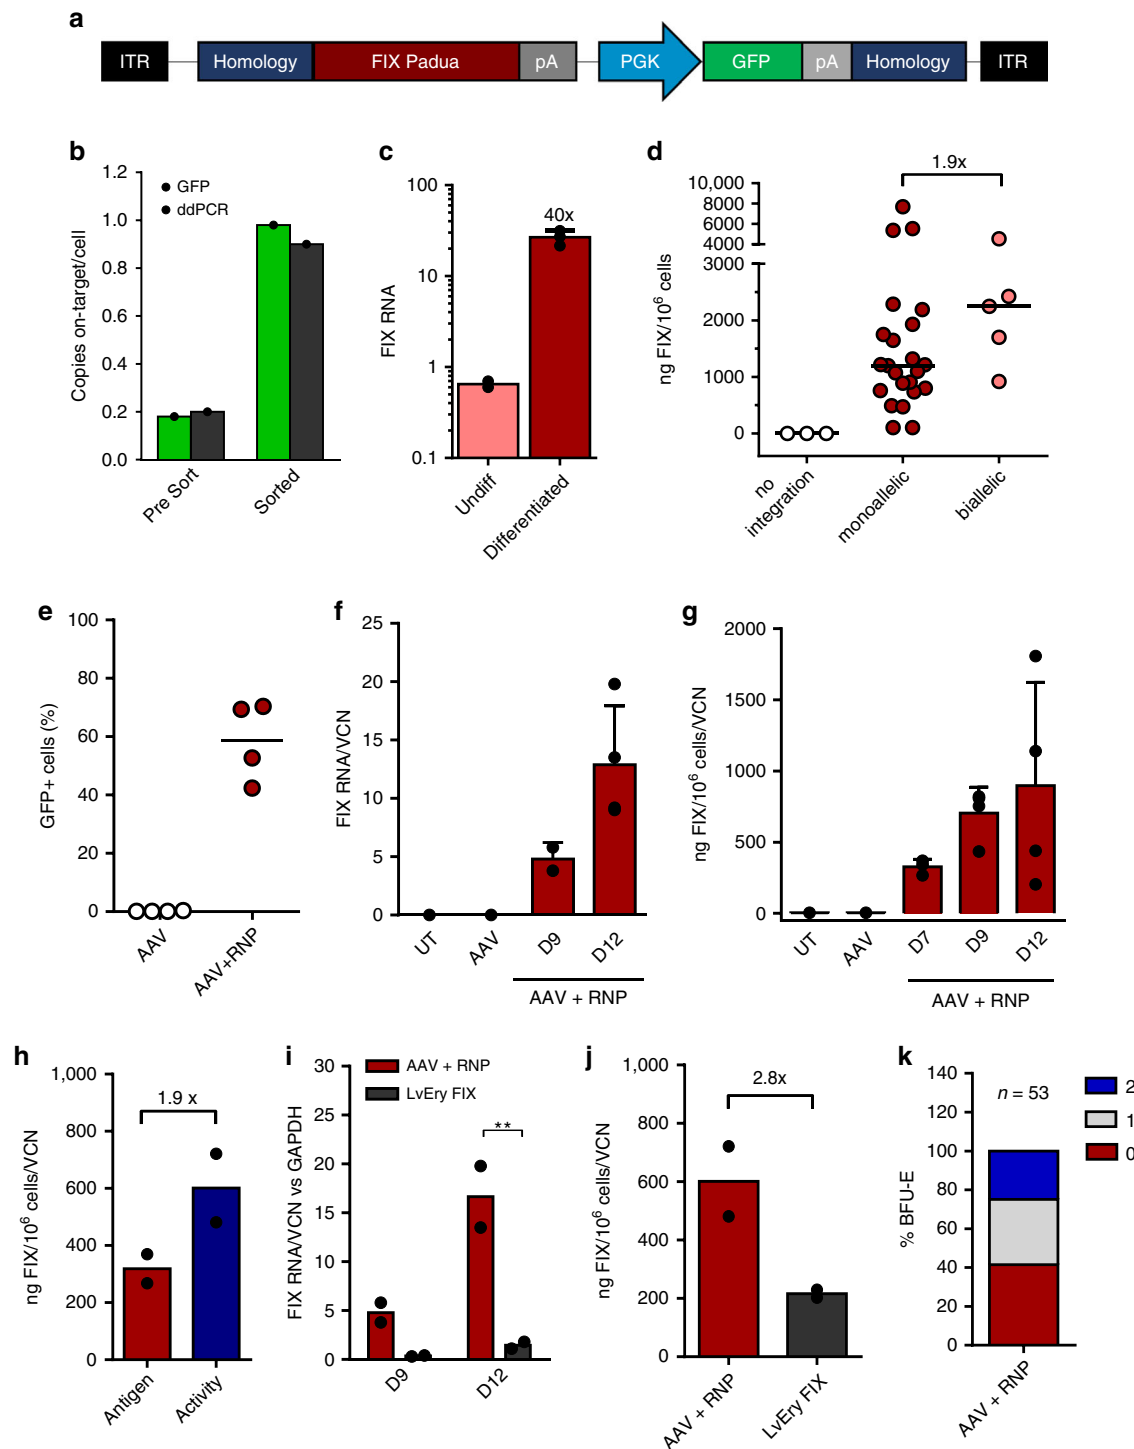 a
ITR Homology FIX Padua pA PGK GFP pA Homology ITR
b
GFP
ddPCR
Copies on-target/cell
1.2
1.0
0.8
0.6
0.4
0.2
0.0
Pre Sort
Sorted
c
FIX RNA
100
10
1
0.1
40x
Undiff
Differentiated
d
1.9x
ng FIX/10⁶ cells
10,000
8000
6000
4000
3000
2000
1000
0
no integration
monoallelic
biallelic
e
GFP+ cells (%)
100
80
60
40
20
0
AAV
AAV+RNP
f
FIX RNA/VCN
25
20
15
10
5
0
UT
AAV
D9
D12
AAV + RNP
g
ng FIX/10⁶ cells/VCN
2000
1500
1000
500
0
UT
AAV
D7
D9
D12
AAV + RNP
h
ng FIX/10⁶ cells/VCN
1,000
800
600
400
200
0
1.9 x
Antigen
Activity
i
AAV + RNP
LvEry FIX
FIX RNA/VCN vs GAPDH
30
25
20
15
10
5
0
**
D9
D12
j
ng FIX/10⁶ cells/VCN
1,000
800
600
400
200
0
2.8x
AAV + RNP
LvEry FIX
k
% BFU-E
140
120
100
80
60
40
20
0
n = 53
2
1
0
AAV + RNP